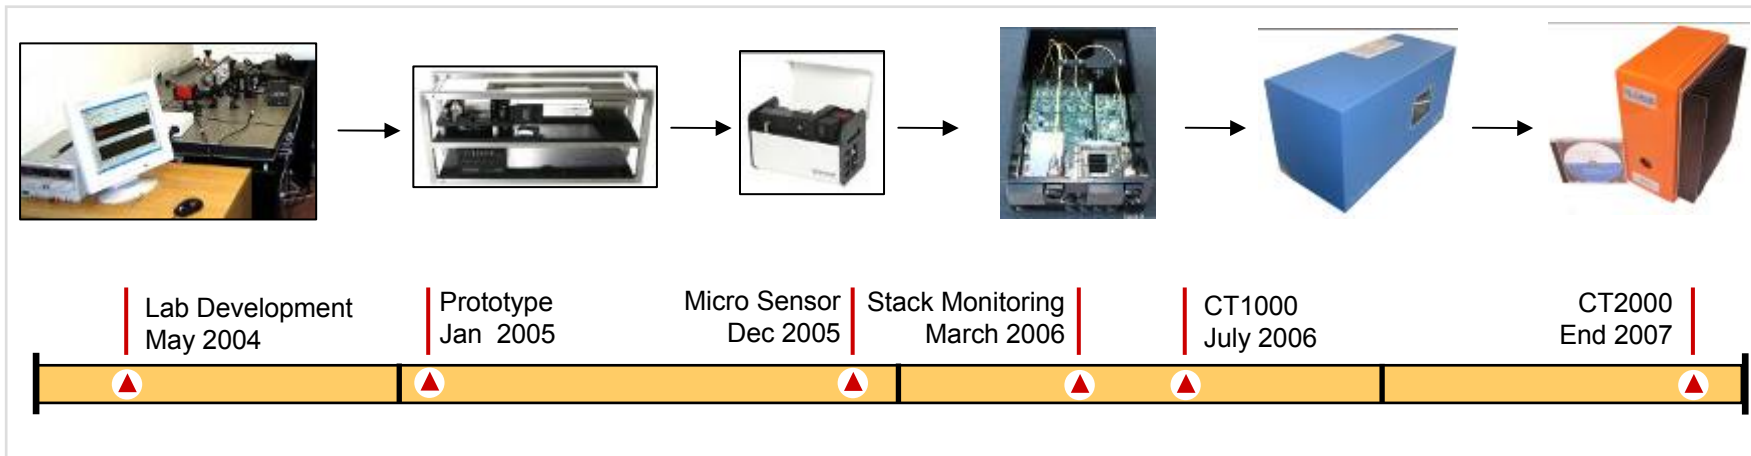 Lab Development
May 2004
Prototype
Jan 2005
Micro Sensor
Dec 2005
Stack Monitoring
March 2006
CT1000
July 2006
CT2000
End 2007